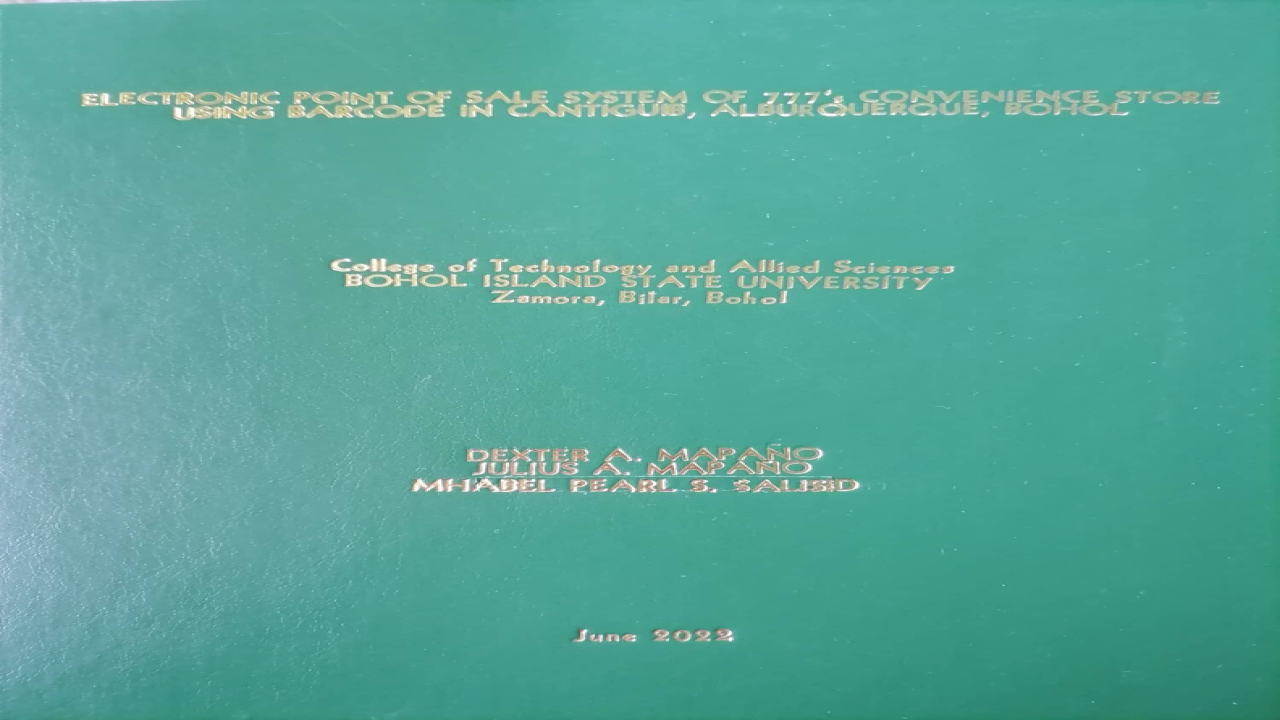 ELECTRONIC POINT OF SALE SYSTEM OF 777's CONVENIENCE STORE
USING BARCODE IN CANTIGUIB, ALBURQUERQUE, BOHOL
College of Technology and Allied Sciences
BOHOL ISLAND STATE UNIVERSITY
Zamora, Bilar, Bohol
DEXTER A. MAPAÑO
JULIUS A. MAPAÑO
MHABEL PEARL S. SALISID
June 2022